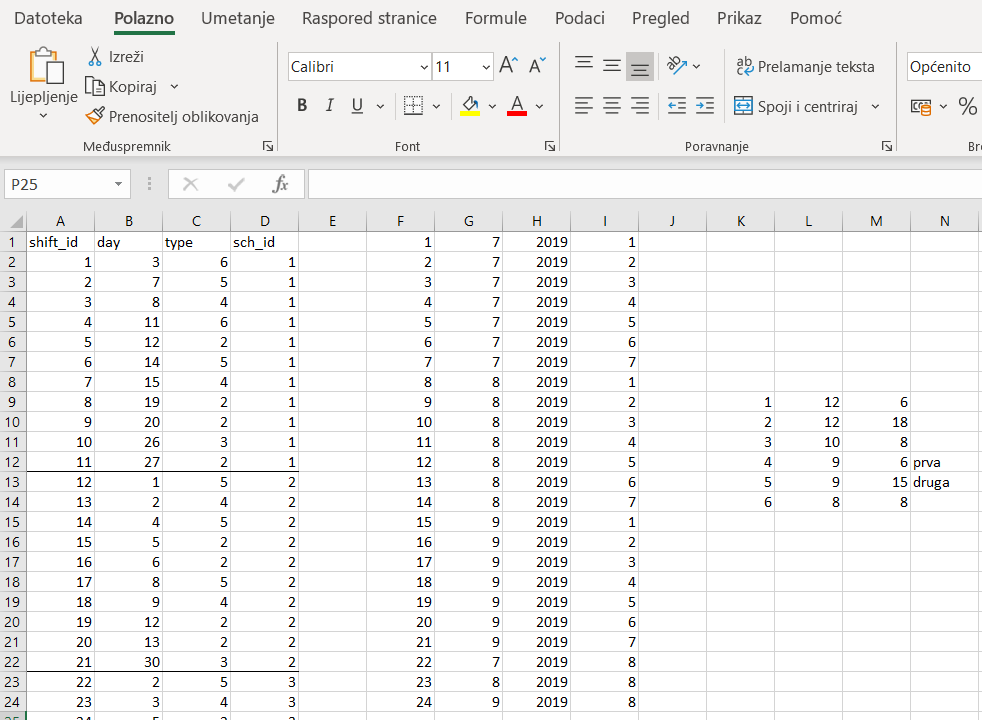 Datoteka Polazno Umetanje Raspored stranice Formule Podaci Pregled Prikaz Pomoć
Lijepljenje
Izreži
Kopiraj
Prenositelj oblikovanja
Međuspremnik
Calibri 11 A A
B I U A
Font
ab Prelamanje teksta
Spoji i centriraj
Poravnanje
Općenito
%
Br
P25 fx
A B C D E F G H I J K L M N
1 shift_id day type sch_id 1 7 2019 1
2 1 3 6 1 2 7 2019 2
3 2 7 5 1 3 7 2019 3
4 3 8 4 1 4 7 2019 4
5 4 11 6 1 5 7 2019 5
6 5 12 2 1 6 7 2019 6
7 6 14 5 1 7 7 2019 7
8 7 15 4 1 8 8 2019 1
9 8 19 2 1 9 8 2019 2 1 12 6
10 9 20 2 1 10 8 2019 3 2 12 18
11 10 26 3 1 11 8 2019 4 3 10 8
12 11 27 2 1 12 8 2019 5 4 9 6 prva
13 12 1 5 2 13 8 2019 6 5 9 15 druga
14 13 2 4 2 14 8 2019 7 6 8 8
15 14 4 5 2 15 9 2019 1
16 15 5 2 2 16 9 2019 2
17 16 6 2 2 17 9 2019 3
18 17 8 5 2 18 9 2019 4
19 18 9 4 2 19 9 2019 5
20 19 12 2 2 20 9 2019 6
21 20 13 2 2 21 9 2019 7
22 21 30 3 2 22 7 2019 8
23 22 2 5 3 23 8 2019 8
24 23 3 4 3 24 9 2019 8